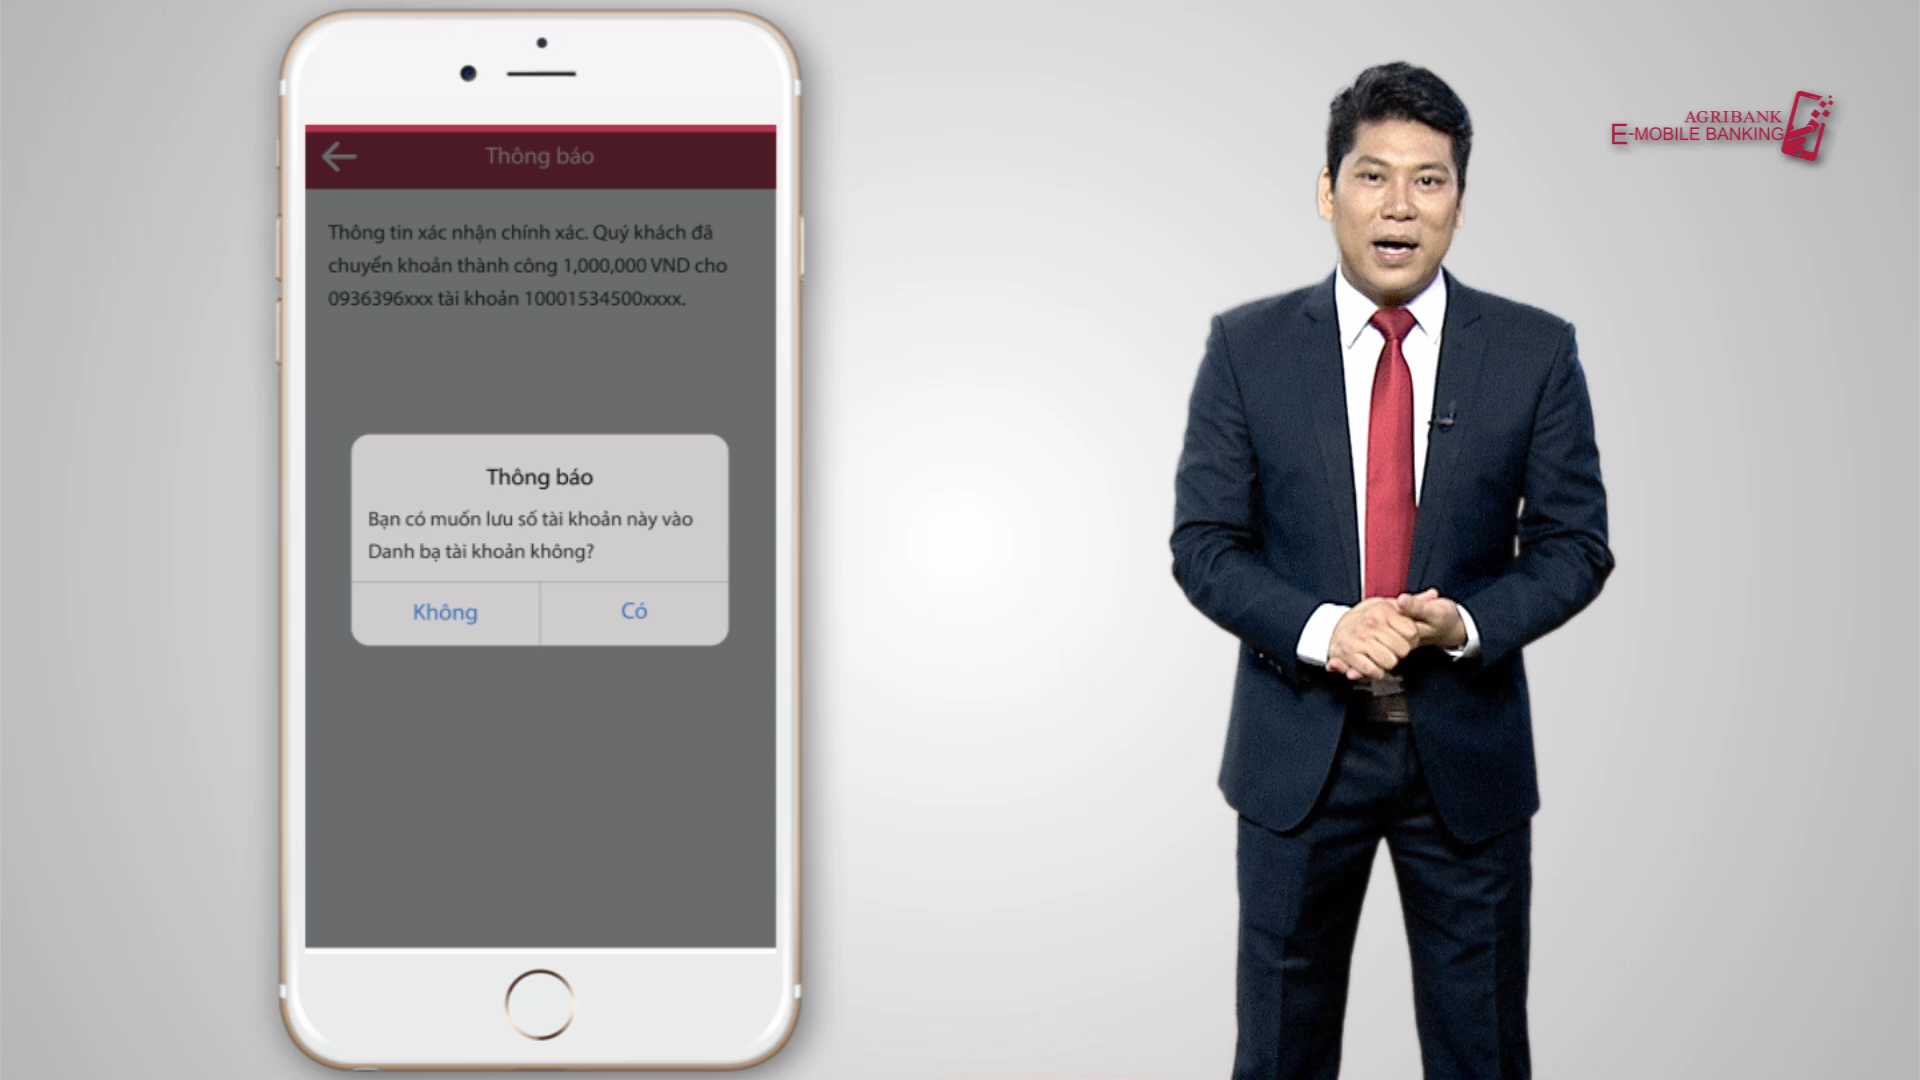 Thông báo
Thông tin xác nhận chính xác. Quý khách đã
chuyển khoản thành công 1,000,000 VND cho
0936396xxx tài khoản 10001534500xxxx.
Thông báo
Bạn có muốn lưu số tài khoản này vào
Danh bạ tài khoản không?
Không
Có
AGRIBANK
E-MOBILE BANKING